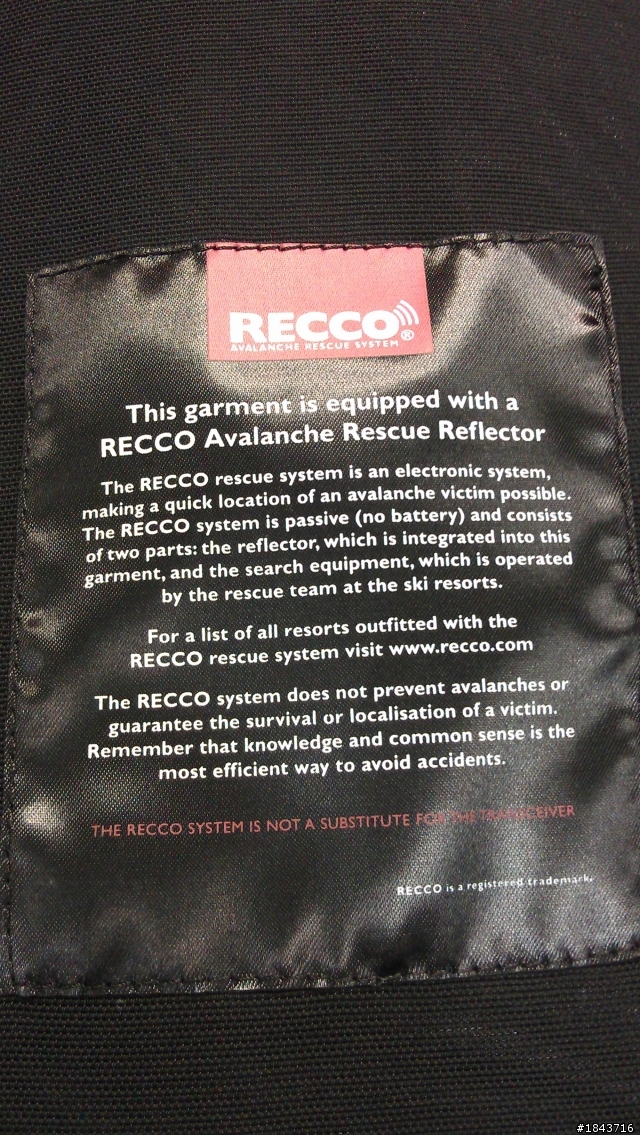 RECCO®
AVALANCHE RESCUE SYSTEM
This garment is equipped with a
RECCO Avalanche Rescue Reflector
The RECCO rescue system is an electronic system,
making a quick location of an avalanche victim possible.
The RECCO system is passive (no battery) and consists
of two parts: the reflector, which is integrated into this
garment, and the search equipment, which is operated
by the rescue team at the ski resorts.
For a list of all resorts outfitted with the
RECCO rescue system visit www.recco.com
The RECCO system does not prevent avalanches or
guarantee the survival or localisation of a victim.
Remember that knowledge and common sense is the
most efficient way to avoid accidents.
THE RECCO SYSTEM IS NOT A SUBSTITUTE FOR THE TRANSCEIVER
RECCO is a registered trademark.
#1843716